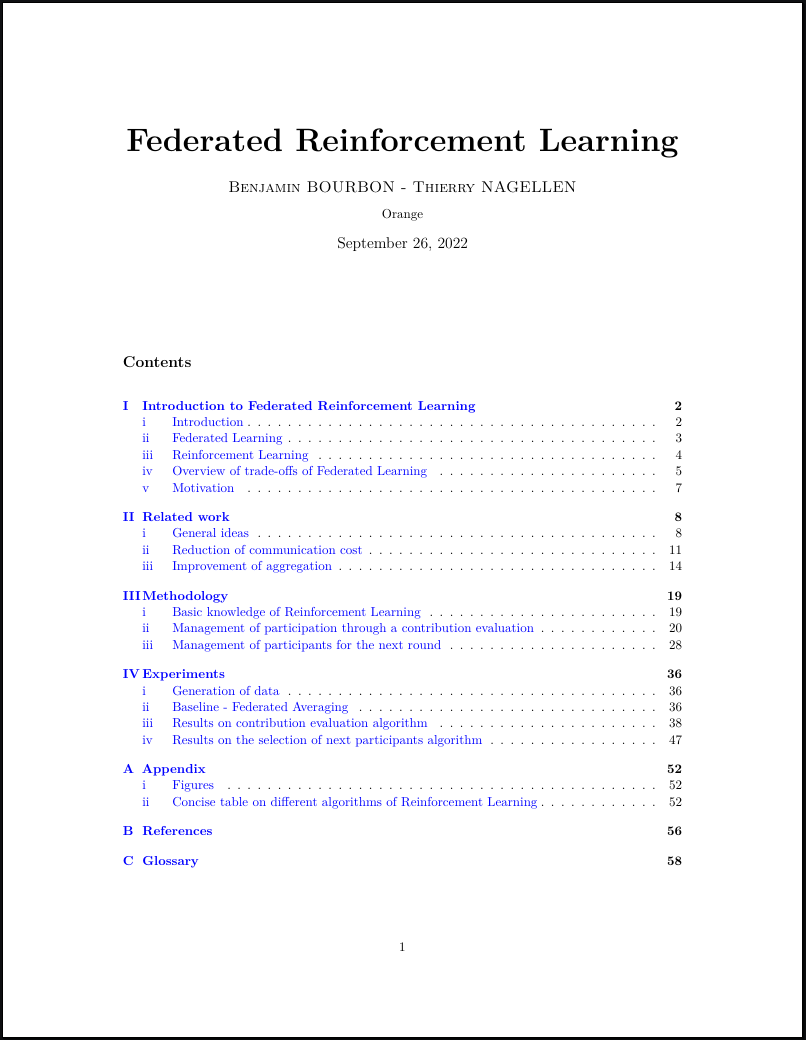 Federated Reinforcement Learning
Benjamin BOURBON - Thierry NAGELLEN
Orange
September 26, 2022
Contents
I Introduction to Federated Reinforcement Learning 2
i Introduction . . . . . . . . . . . . . . . . . . . . . . . . . . . . . . . . . . . . . . . . . 2
ii Federated Learning . . . . . . . . . . . . . . . . . . . . . . . . . . . . . . . . . . . . . 3
iii Reinforcement Learning . . . . . . . . . . . . . . . . . . . . . . . . . . . . . . . . . . 4
iv Overview of trade-offs of Federated Learning . . . . . . . . . . . . . . . . . . . . . . 5
v Motivation . . . . . . . . . . . . . . . . . . . . . . . . . . . . . . . . . . . . . . . . . 7
II Related work 8
i General ideas . . . . . . . . . . . . . . . . . . . . . . . . . . . . . . . . . . . . . . . . 8
ii Reduction of communication cost . . . . . . . . . . . . . . . . . . . . . . . . . . . . . 11
iii Improvement of aggregation . . . . . . . . . . . . . . . . . . . . . . . . . . . . . . . . 14
III Methodology 19
i Basic knowledge of Reinforcement Learning . . . . . . . . . . . . . . . . . . . . . . . 19
ii Management of participation through a contribution evaluation . . . . . . . . . . . . 20
iii Management of participants for the next round . . . . . . . . . . . . . . . . . . . . . 28
IV Experiments 36
i Generation of data . . . . . . . . . . . . . . . . . . . . . . . . . . . . . . . . . . . . . 36
ii Baseline - Federated Averaging . . . . . . . . . . . . . . . . . . . . . . . . . . . . . . 36
iii Results on contribution evaluation algorithm . . . . . . . . . . . . . . . . . . . . . . 38
iv Results on the selection of next participants algorithm . . . . . . . . . . . . . . . . . 47
A Appendix 52
i Figures . . . . . . . . . . . . . . . . . . . . . . . . . . . . . . . . . . . . . . . . . . . 52
ii Concise table on different algorithms of Reinforcement Learning . . . . . . . . . . . . 52
B References 56
C Glossary 58
1